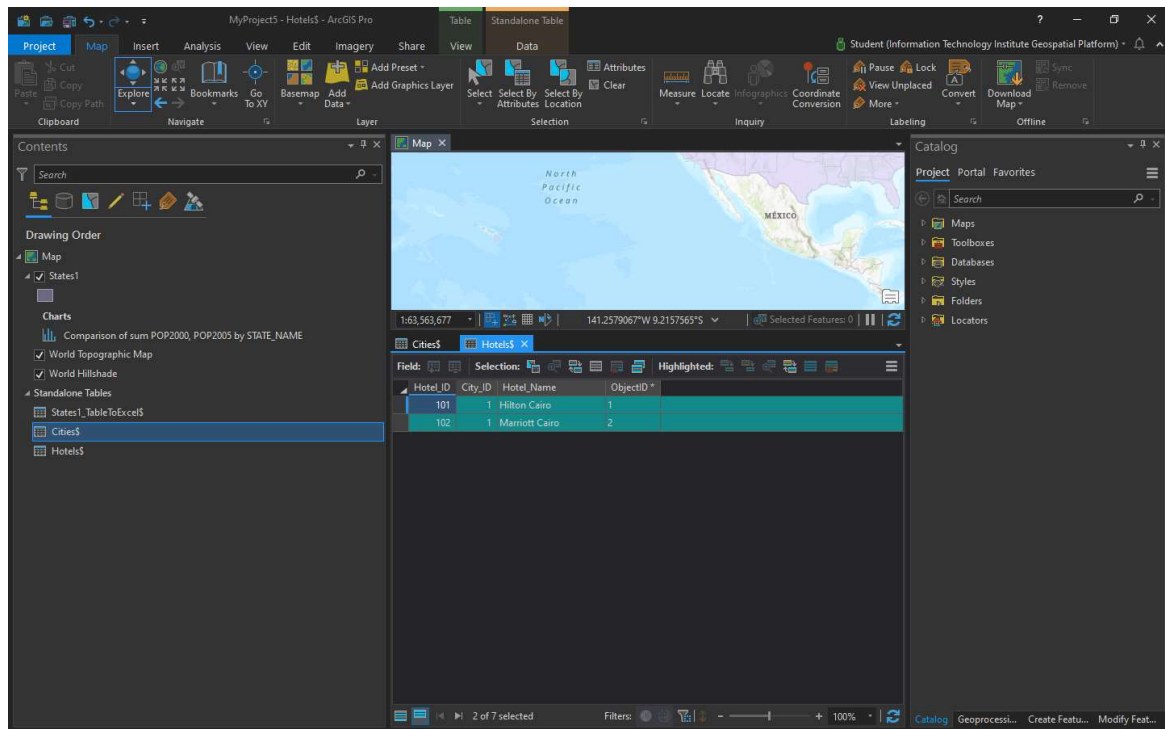 MyProject5 - Hotels$ - ArcGIS Pro
Table
Standalone Table
?
Project
Map
Insert
Analysis
View
Edit
Imagery
Share
View
Data
Student (Information Technology Institute Geospatial Platform)
Paste
Cut
Copy
Copy Path
Clipboard
Explore
Bookmarks
Go To XY
Navigate
Basemap
Add Data
Add Preset
Add Graphics Layer
Layer
Select
Select By Attributes
Select By Location
Attributes
Clear
Selection
Measure
Locate
Infographics
Coordinate Conversion
Inquiry
Pause
Lock
View Unplaced
More
Convert
Labeling
Download Map
Sync
Remove
Offline
Contents
Search
Drawing Order
Map
States1
Charts
Comparison of sum POP2000, POP2005 by STATE_NAME
World Topographic Map
World Hillshade
Standalone Tables
States1_TableToExcel$
Cities$
Hotels$
Map
North
Pacific
Ocean
MÉXICO
1:63,563,677
141.2579067°W 9.2157565°S
Selected Features: 0
Cities$
Hotels$
Field:
Selection:
Highlighted:
Hotel_ID City_ID Hotel_Name ObjectID *
101 1 Hilton Cairo 1
102 1 Marriott Cairo 2
2 of 7 selected
Filters:
100%
Catalog
Project Portal Favorites
Search
Maps
Toolboxes
Databases
Styles
Folders
Locators
Catalog Geoprocessi... Create Featu... Modify Feat...